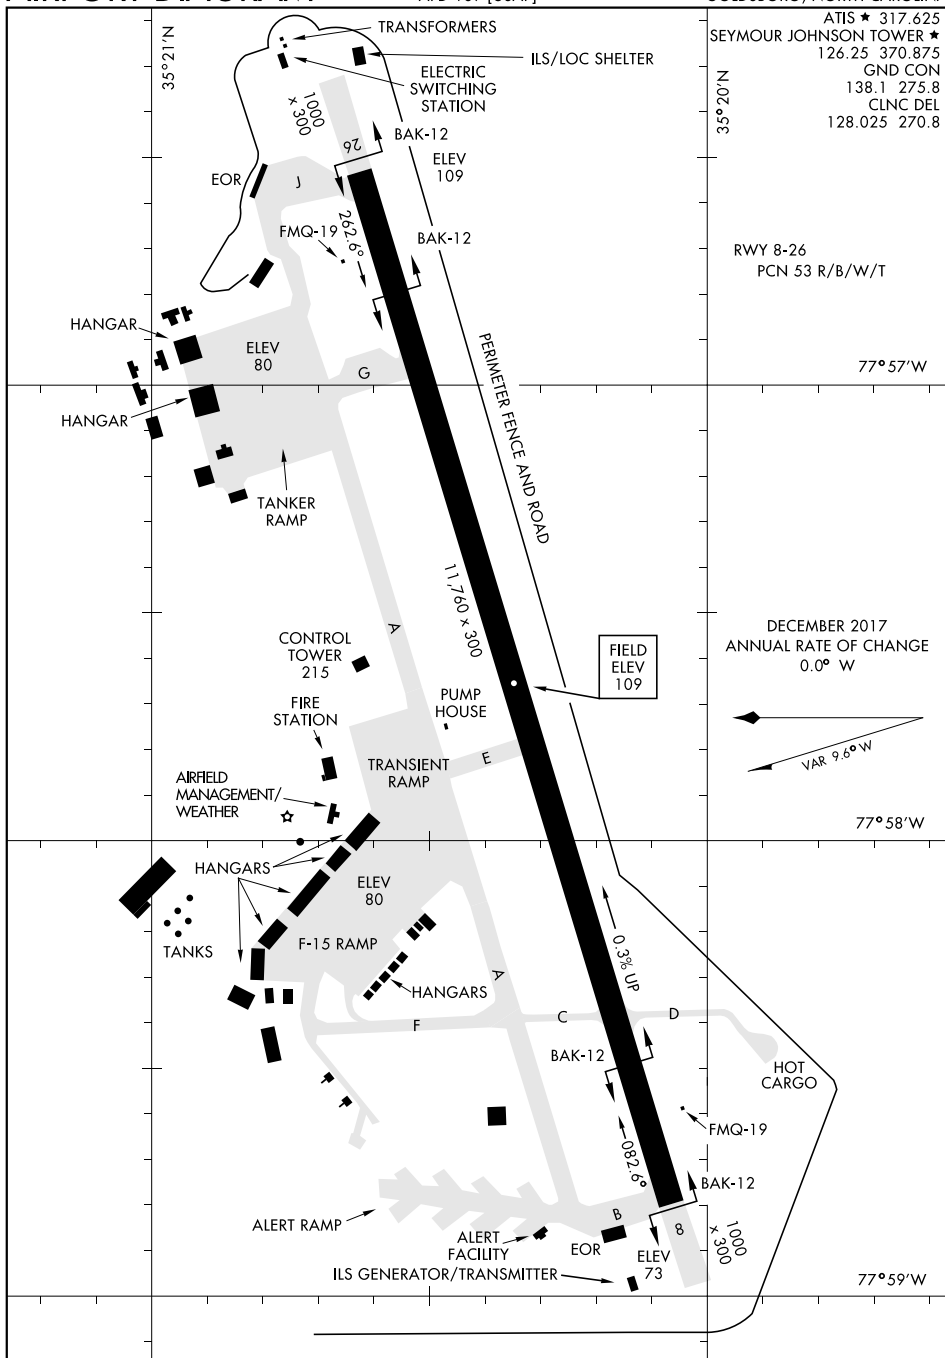 35°21'N
TRANSFORMERS
ILS/LOC SHELTER
ELECTRIC
SWITCHING
STATION
ATIS ★ 317.625
SEYMOUR JOHNSON TOWER ★
126.25 370.875
GND CON
138.1 275.8
CLNC DEL
128.025 270.8
35°20'N
1000
x 300
26
BAK-12
ELEV
109
EOR
J
FMQ-19
262.6°
BAK-12
RWY 8-26
PCN 53 R/B/W/T
HANGAR
ELEV
80
G
77°57'W
PERIMETER FENCE AND ROAD
HANGAR
TANKER
RAMP
11,760 x 300
A
CONTROL
TOWER
215
FIELD
ELEV
109
DECEMBER 2017
ANNUAL RATE OF CHANGE
0.0° W
VAR 9.6° W
FIRE
STATION
PUMP
HOUSE
E
TRANSIENT
RAMP
AIRFIELD
MANAGEMENT/
WEATHER
77°58'W
HANGARS
ELEV
80
TANKS
F-15 RAMP
A
0.3% UP
HANGARS
F
C
D
BAK-12
HOT
CARGO
FMQ-19
082.6°
BAK-12
ALERT RAMP
B
8
1000
x 300
ALERT
FACILITY
EOR
ELEV
73
ILS GENERATOR/TRANSMITTER
77°59'W